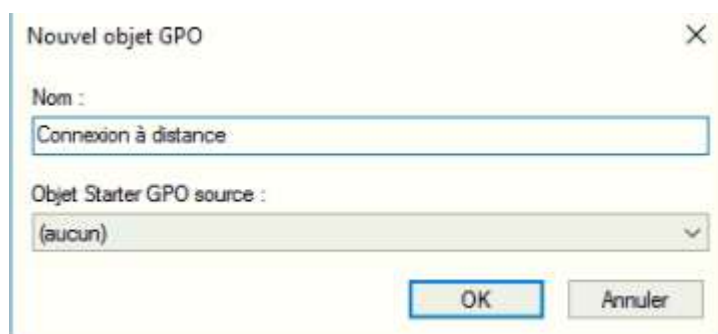 Nouvel objet GPO
Nom :
Connexion à distance
Objet Starter GPO source :
(aucun)
OK Annuler